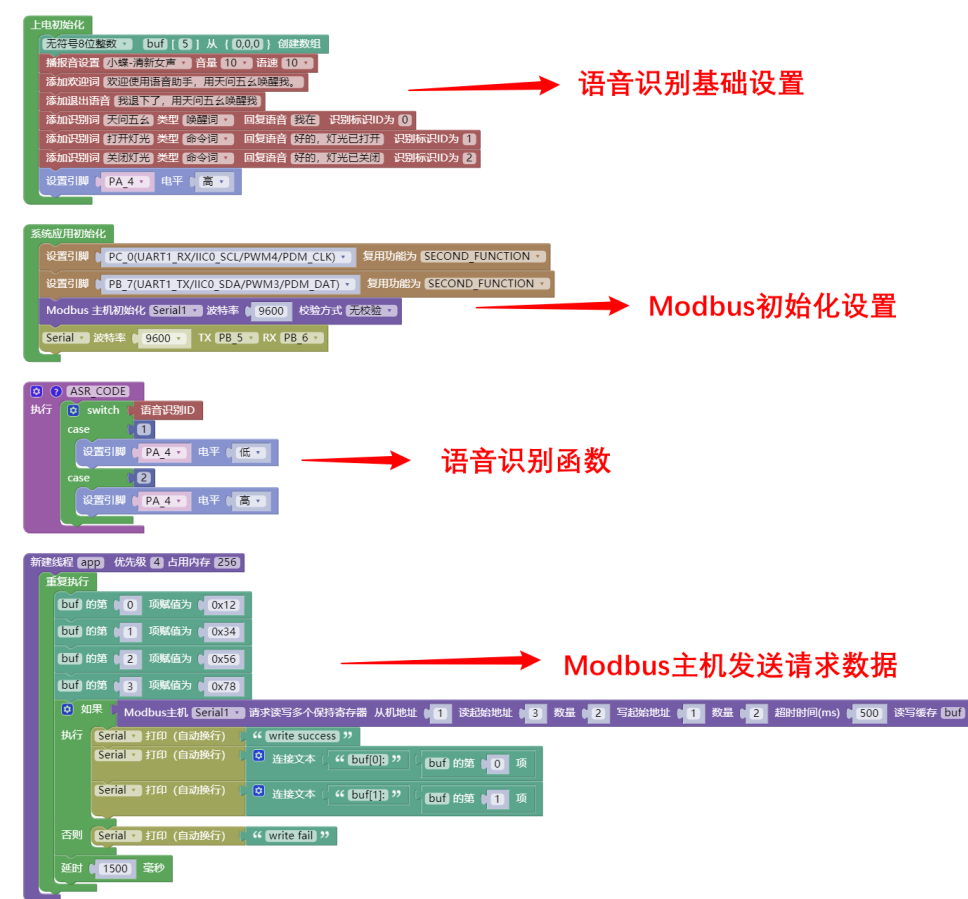 上电初始化
无符号8位整数 buf [ 5 ] 从 { 0,0,0 } 创建数组
播报音设置 小蝶-清新女声 音量 10 语速 10
添加欢迎词 欢迎使用语音助手，用天问五幺唤醒我。
添加退出语音 我退下了，用天问五幺唤醒我
添加识别词 天问五幺 类型 唤醒词 回复语音 我在 识别标识ID为 0
添加识别词 打开灯光 类型 命令词 回复语音 好的，灯光已打开 识别标识ID为 1
添加识别词 关闭灯光 类型 命令词 回复语音 好的，灯光已关闭 识别标识ID为 2
设置引脚 PA_4 电平 高
语音识别基础设置
系统应用初始化
设置引脚 PC_0(UART1_RX/IIC0_SCL/PWM4/PDM_CLK) 复用功能为 SECOND_FUNCTION
设置引脚 PB_7(UART1_TX/IIC0_SDA/PWM3/PDM_DAT) 复用功能为 SECOND_FUNCTION
Modbus 主机初始化 Serial1 波特率 9600 校验方式 无校验
Serial 波特率 9600 TX PB_5 RX PB_6
Modbus初始化设置
? ASR_CODE
执行 switch 语音识别ID
case 1
设置引脚 PA_4 电平 低
case 2
设置引脚 PA_4 电平 高
语音识别函数
新建线程 app 优先级 4 占用内存 256
重复执行
buf 的第 0 项赋值为 0x12
buf 的第 1 项赋值为 0x34
buf 的第 2 项赋值为 0x56
buf 的第 3 项赋值为 0x78
Modbus主机发送请求数据
如果 Modbus主机 Serial1 请求读写多个保持寄存器 从机地址 1 读起始地址 3 数量 2 写起始地址 1 数量 2 超时时间(ms) 500 读写缓存 buf
执行 Serial 打印（自动换行） “ write success ”
Serial 打印（自动换行） 连接文本 “ buf[0]: ” buf 的第 0 项
Serial 打印（自动换行） 连接文本 “ buf[1]: ” buf 的第 1 项
否则 Serial 打印（自动换行） “ write fail ”
延时 1500 毫秒